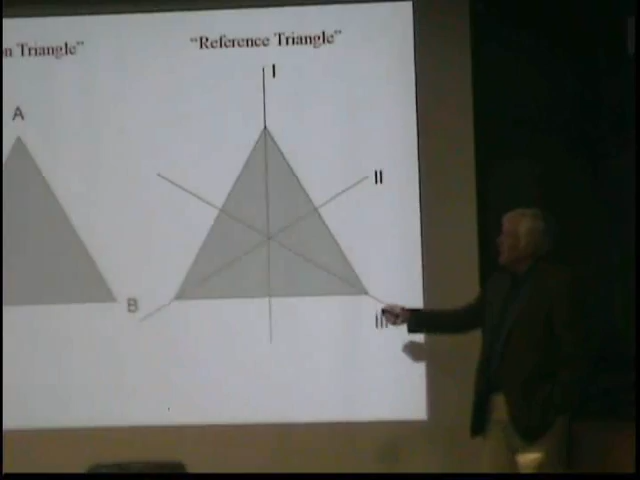 n Triangle”
“Reference Triangle”
I
A
II
B
III